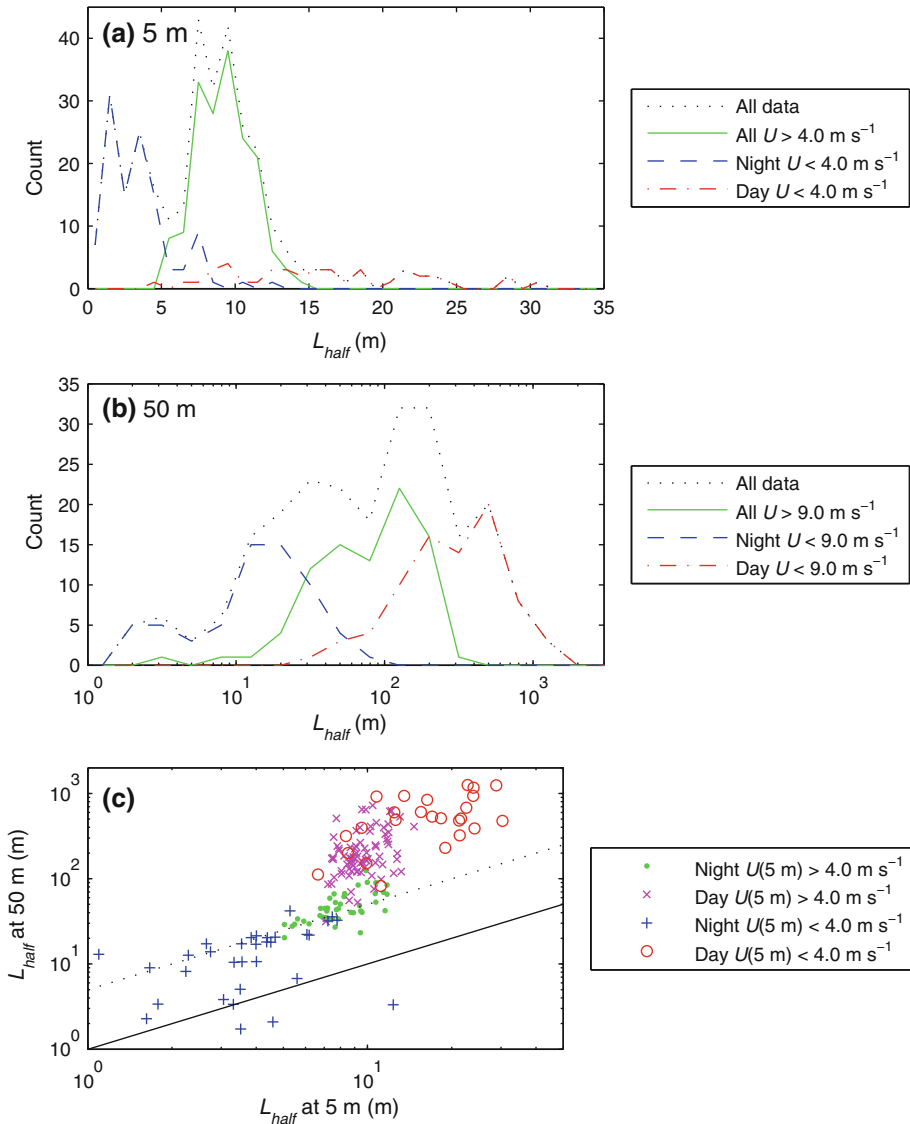 (a) 5 m
40
30
20
10
0
Count
0 5 10 15 20 25 30 35
L_half (m)
All data
All U > 4.0 m s⁻¹
Night U < 4.0 m s⁻¹
Day U < 4.0 m s⁻¹
(b) 50 m
35
30
25
20
15
10
5
0
Count
10⁰ 10¹ 10² 10³
L_half (m)
All data
All U > 9.0 m s⁻¹
Night U < 9.0 m s⁻¹
Day U < 9.0 m s⁻¹
(c)
10³
10²
10¹
10⁰
L_half at 50 m (m)
10⁰ 10¹
L_half at 5 m (m)
Night U(5 m) > 4.0 m s⁻¹
Day U(5 m) > 4.0 m s⁻¹
Night U(5 m) < 4.0 m s⁻¹
Day U(5 m) < 4.0 m s⁻¹